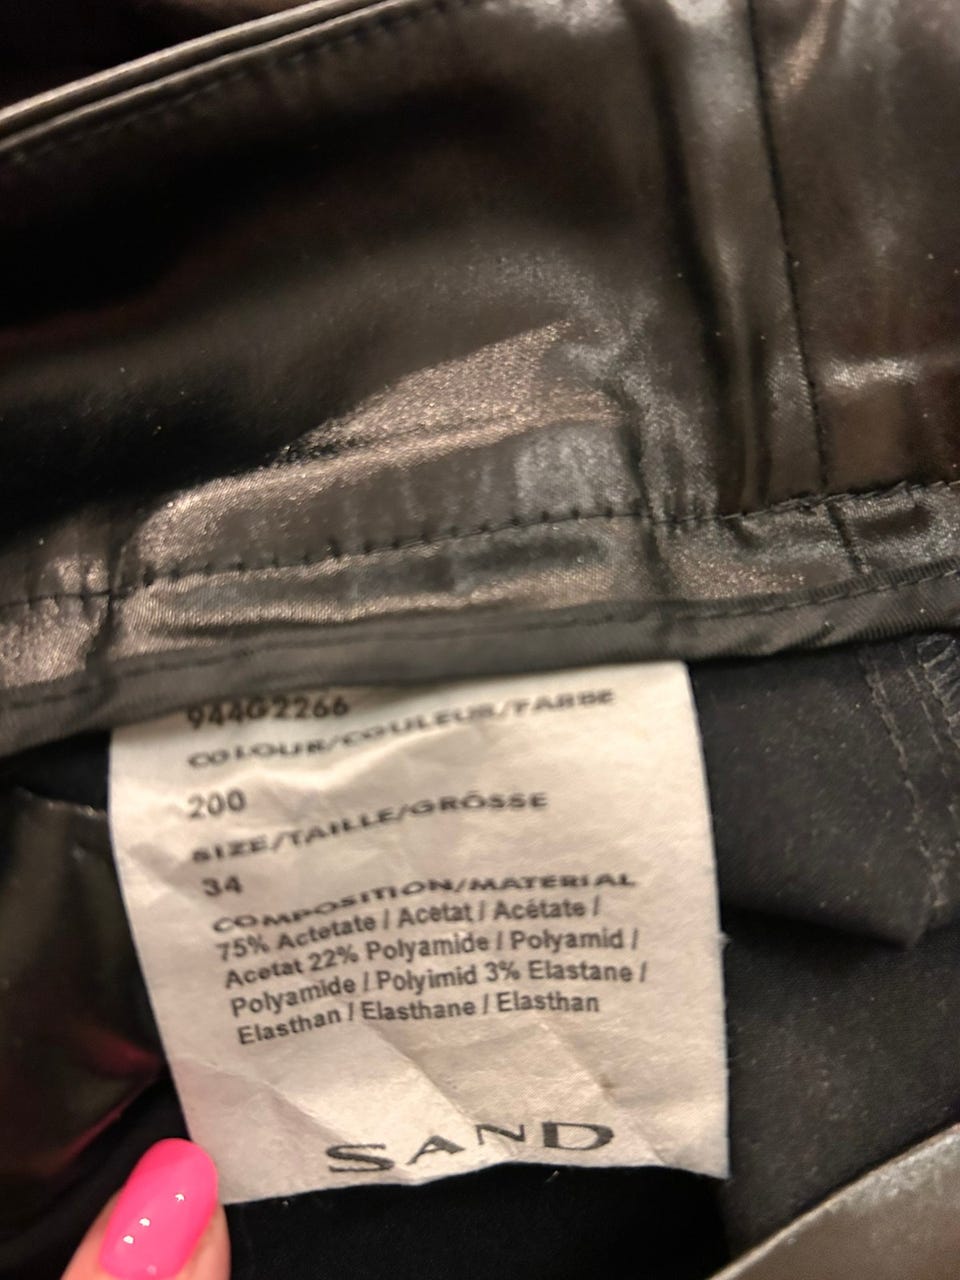 944G2266
COLOUR/COULEUR/FARBE
200
SIZE/TAILLE/GRÖSSE
34
COMPOSITION/MATERIAL
75% Actetate / Acetat / Acétate /
Acetat 22% Polyamide / Polyamid /
Polyamide / Polyimid 3% Elastane /
Elasthan / Elasthane / Elasthan
SAND